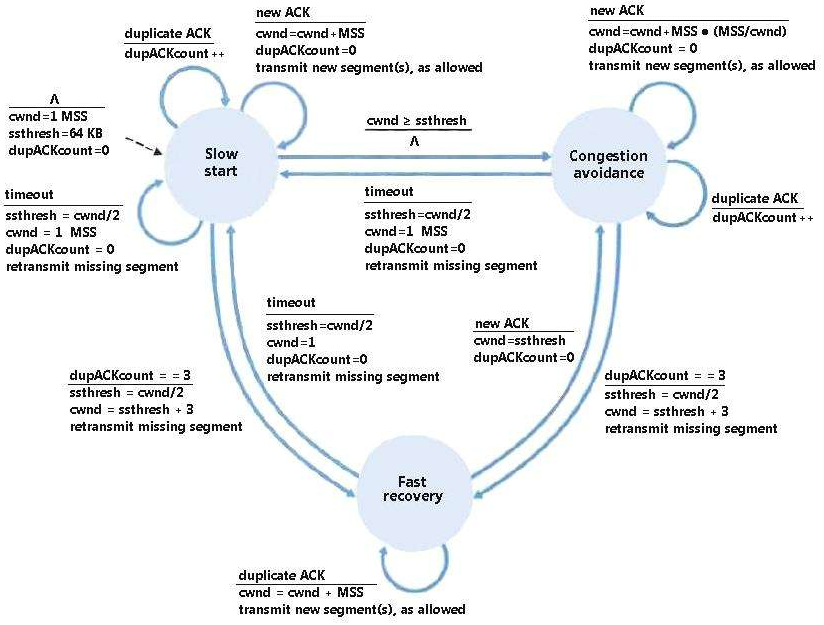 duplicate ACK
dupACKcount ++
new ACK
cwnd=cwnd+MSS
dupACKcount=0
transmit new segment(s), as allowed
new ACK
cwnd=cwnd+MSS ● (MSS/cwnd)
dupACKcount = 0
transmit new segment(s), as allowed
Λ
cwnd=1 MSS
ssthresh=64 KB
dupACKcount=0
Slow
start
cwnd ≥ ssthresh
Λ
Congestion
avoidance
timeout
ssthresh = cwnd/2
cwnd = 1 MSS
dupACKcount = 0
retransmit missing segment
timeout
ssthresh=cwnd/2
cwnd=1 MSS
dupACKcount=0
retransmit missing segment
duplicate ACK
dupACKcount ++
timeout
ssthresh=cwnd/2
cwnd=1
dupACKcount=0
retransmit missing segment
new ACK
cwnd=ssthresh
dupACKcount=0
dupACKcount = = 3
ssthresh = cwnd/2
cwnd = ssthresh + 3
retransmit missing segment
dupACKcount = = 3
ssthresh = cwnd/2
cwnd = ssthresh + 3
retransmit missing segment
Fast
recovery
duplicate ACK
cwnd = cwnd + MSS
transmit new segment(s), as allowed